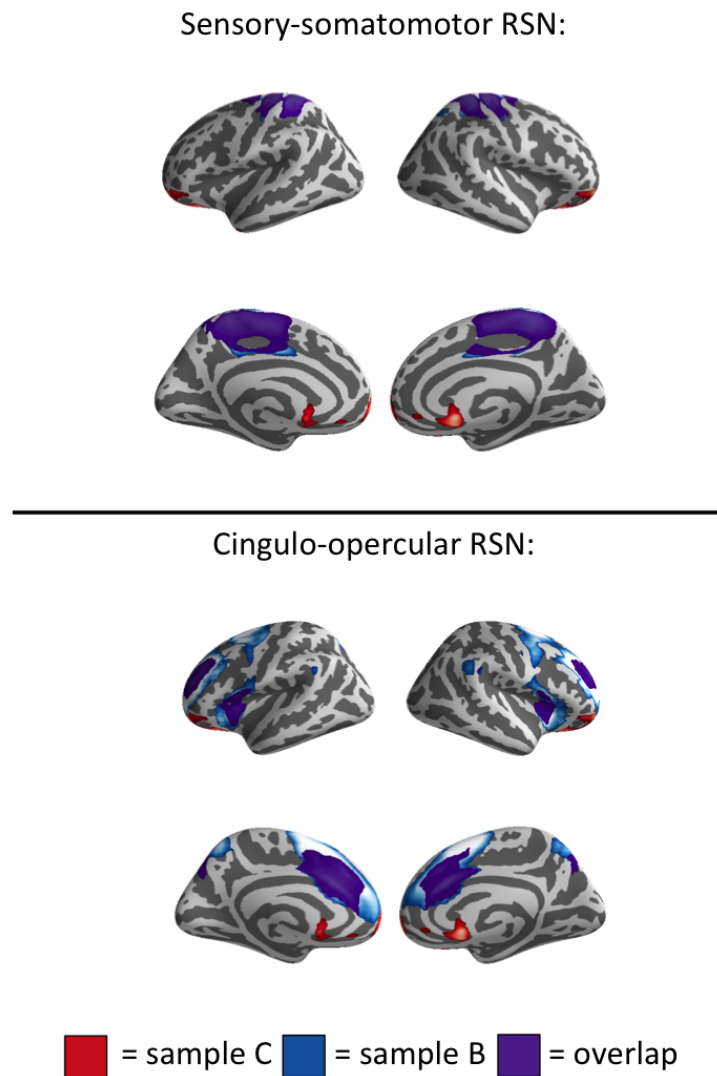 Sensory-somatomotor RSN:
Cingulo-opercular RSN:
= sample C = sample B = overlap